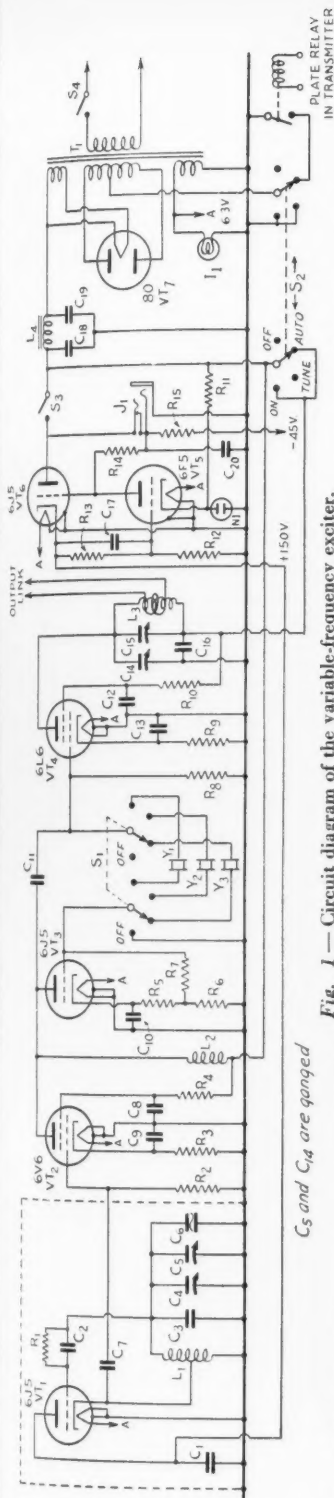 6J5
VT1
R1
C2
C1
C7
L1
C3
C4
C5
C6
6V6
VT2
R2
R3
R4
C9
C8
L2
A
6J5
VT3
C10
R5
R6
R7
C11
S1
OFF
OFF
Y1
Y2
Y3
R8
6L6
VT4
R9
C13
C12
R10
A
C14
C15
C16
L3
OUTPUT
LINK
6J5
VT6
A
R13
C17
R12
6F5
VT5
A
N1
R14
J1
R15
C20
R11
-45V
+150V
S3
L4
C18
C19
80
VT7
T1
S4
A
6.3V
I1
ON
OFF
AUTO
TUNE
S2
PLATE RELAY
IN TRANSMITTER
C5 and C14 are ganged
Fig. 1 — Circuit diagram of the variable-frequency exciter.